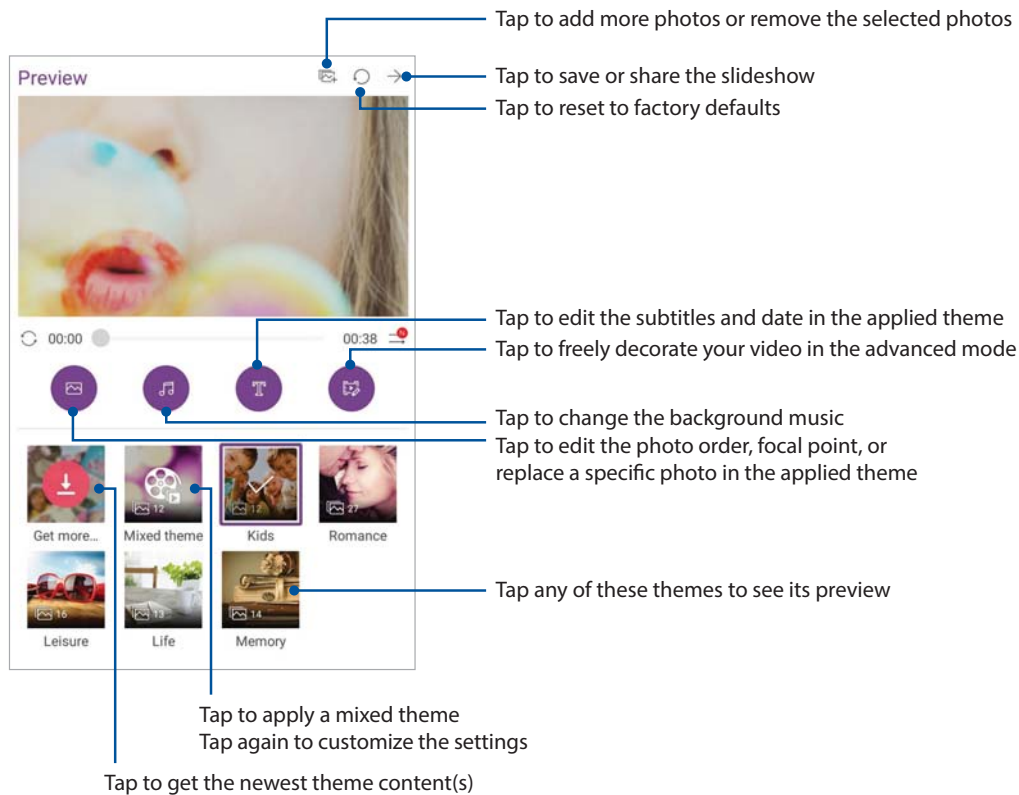 Tap to add more photos or remove the selected photos
Preview
Tap to save or share the slideshow
Tap to reset to factory defaults
00:00
00:38
N
Tap to edit the subtitles and date in the applied theme
Tap to freely decorate your video in the advanced mode
T
Tap to change the background music
Tap to edit the photo order, focal point, or
replace a specific photo in the applied theme
12
12
27
Get more...
Mixed theme
Kids
Romance
Tap any of these themes to see its preview
16
13
14
Leisure
Life
Memory
Tap to apply a mixed theme
Tap again to customize the settings
Tap to get the newest theme content(s)